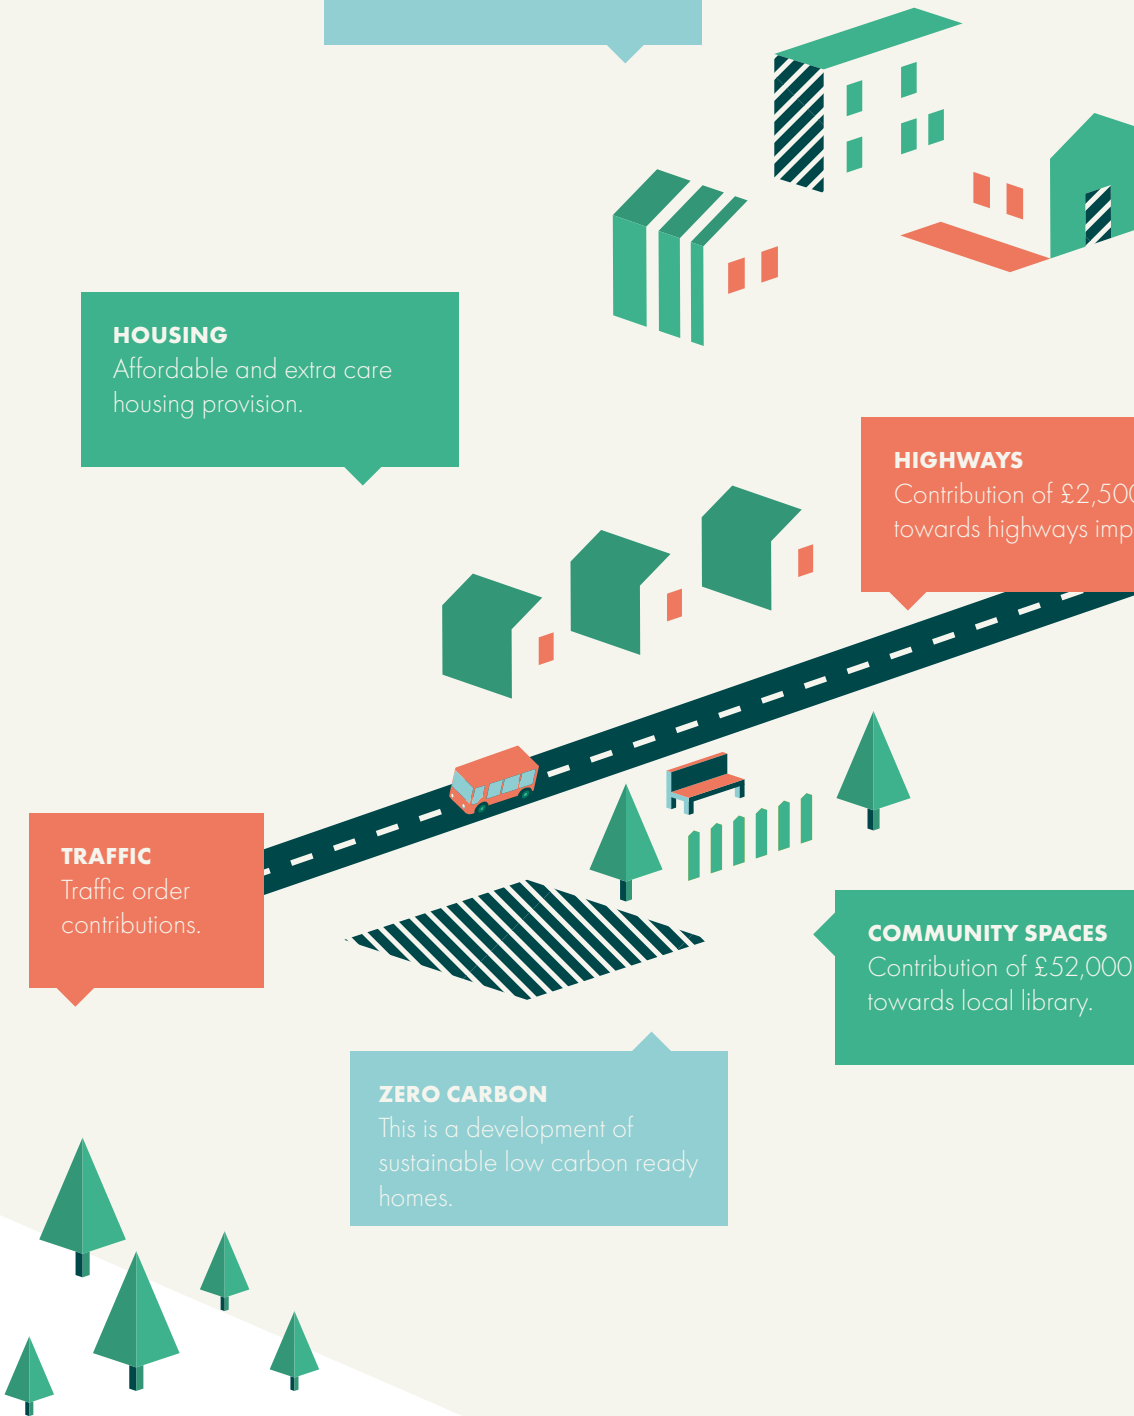 HOUSING
Affordable and extra care
housing provision.
HIGHWAYS
Contribution of £2,500
towards highways imp
TRAFFIC
Traffic order
contributions.
COMMUNITY SPACES
Contribution of £52,000
towards local library.
ZERO CARBON
This is a development of
sustainable low carbon ready
homes.